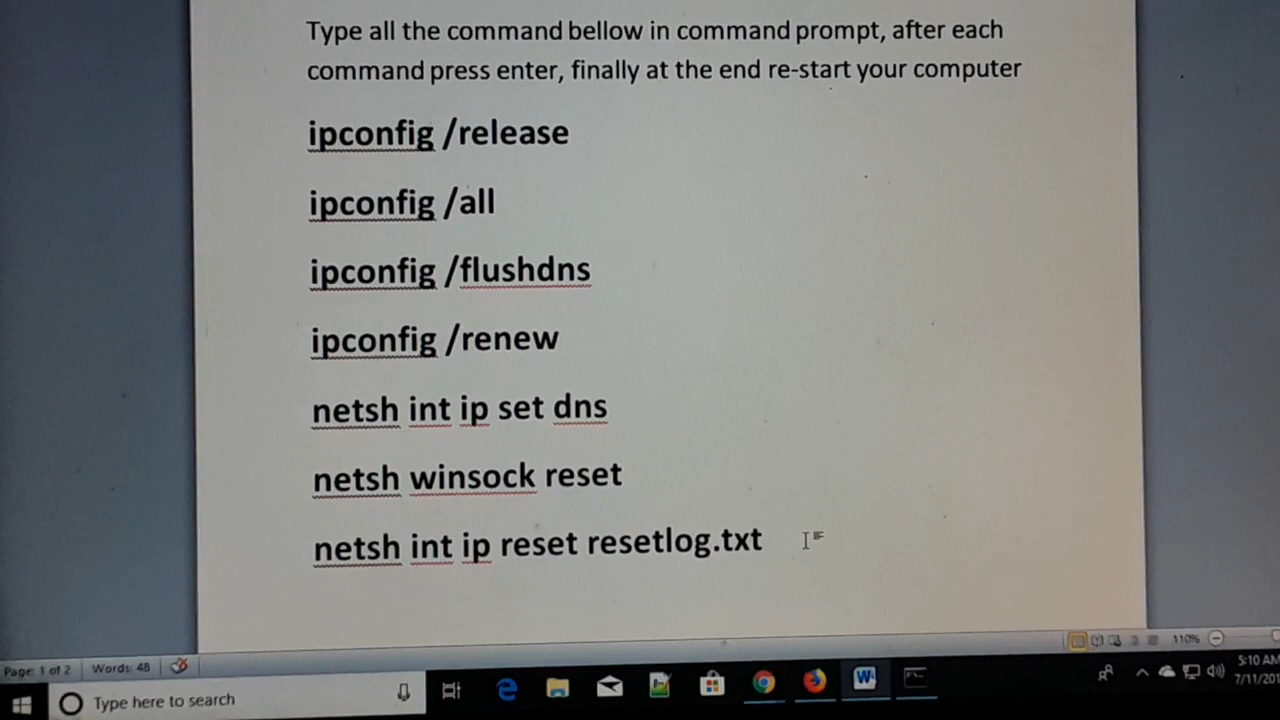 Type all the command bellow in command prompt, after each
command press enter, finally at the end re-start your computer
ipconfig /release
ipconfig /all
ipconfig /flushdns
ipconfig /renew
netsh int ip set dns
netsh winsock reset
netsh int ip reset resetlog.txt
Page: 1 of 2 Words: 48 110%
Type here to search 5:10 AM
7/11/201